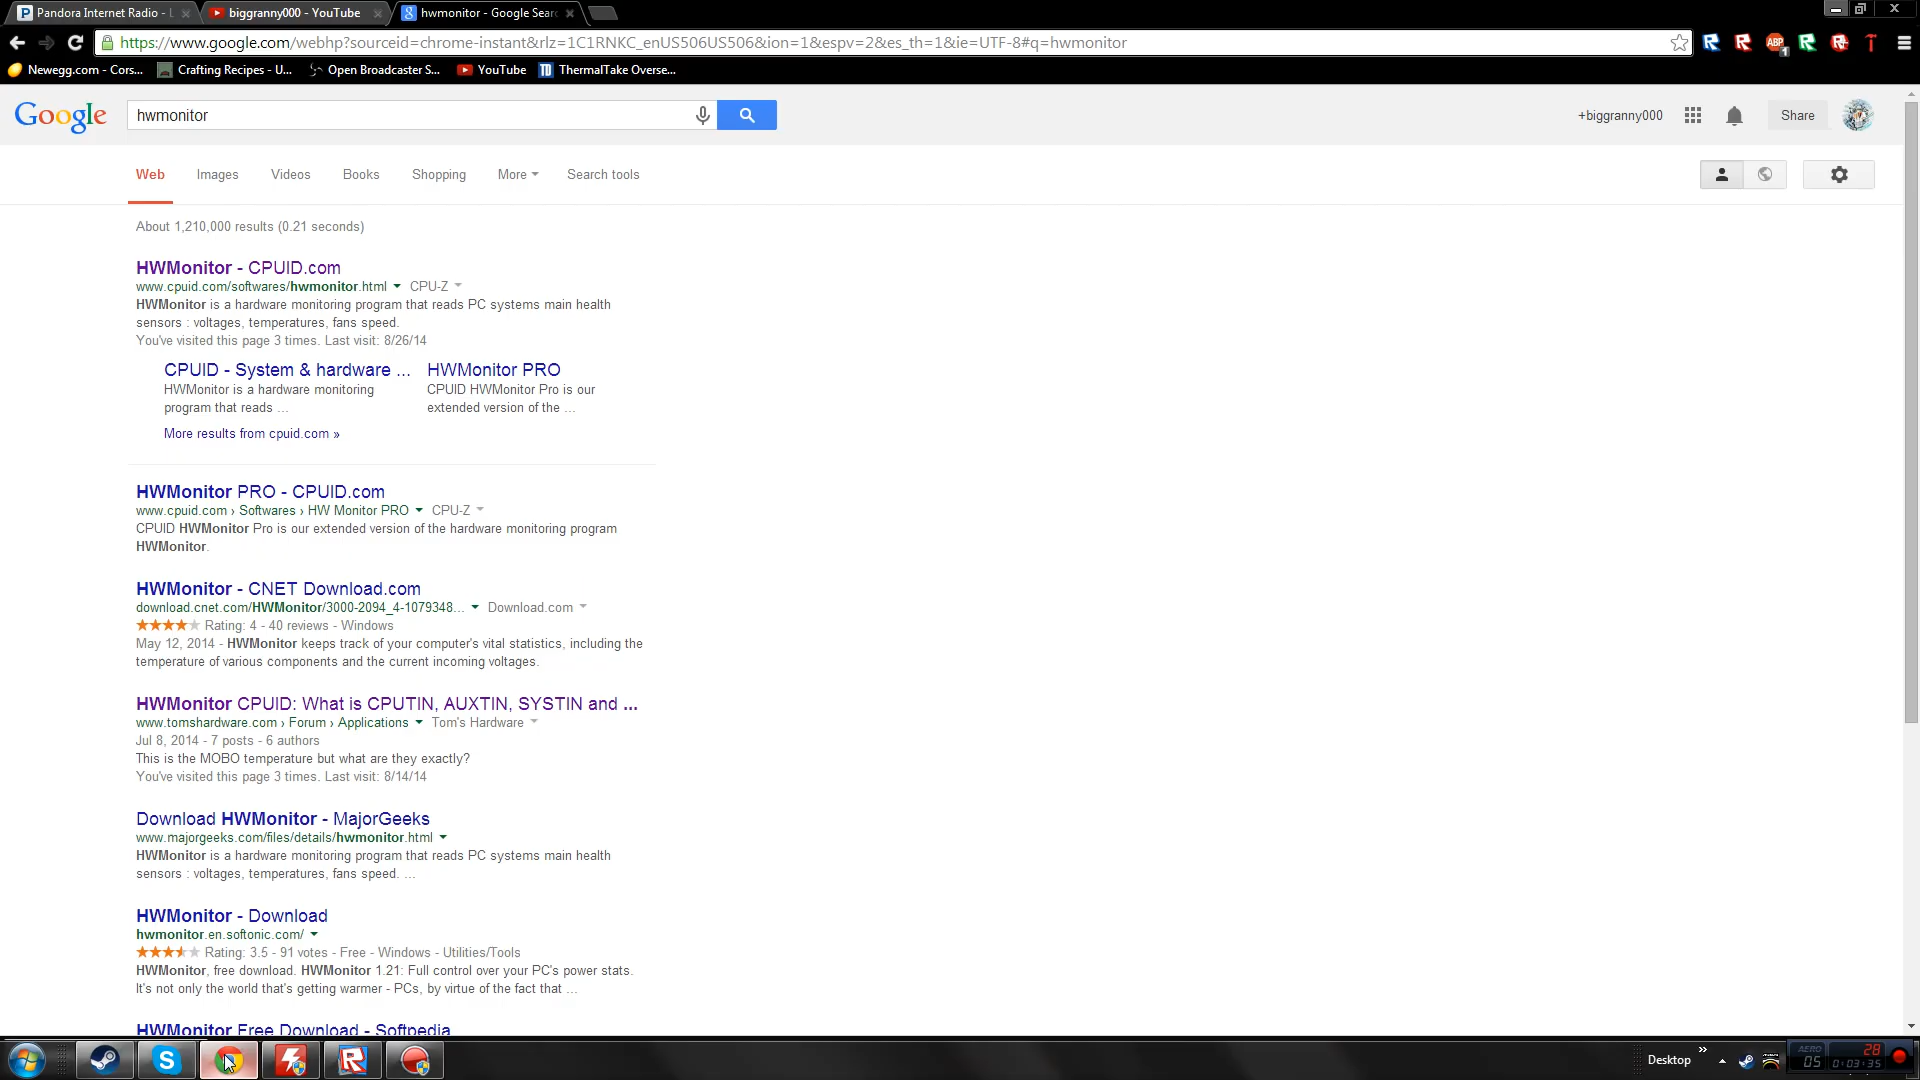 Pandora Internet Radio - L
biggranny000 - YouTube
hwmonitor - Google Searc
https://www.google.com/webhp?sourceid=chrome-instant&rlz=1C1RNKC_enUS506US506&ion=1&espv=2&es_th=1&ie=UTF-8#q=hwmonitor
Newegg.com - Cors...
Crafting Recipes - U...
Open Broadcaster S...
YouTube
ThermalTake Overse...
Google
hwmonitor
+biggranny000
Share
Web
Images
Videos
Books
Shopping
More
Search tools
About 1,210,000 results (0.21 seconds)
HWMonitor - CPUID.com
www.cpuid.com/softwares/hwmonitor.html CPU-Z
HWMonitor is a hardware monitoring program that reads PC systems main health
sensors : voltages, temperatures, fans speed.
You've visited this page 3 times. Last visit: 8/26/14
CPUID - System & hardware ...
HWMonitor is a hardware monitoring
program that reads ...
HWMonitor PRO
CPUID HWMonitor Pro is our
extended version of the ...
More results from cpuid.com »
HWMonitor PRO - CPUID.com
www.cpuid.com › Softwares › HW Monitor PRO CPU-Z
CPUID HWMonitor Pro is our extended version of the hardware monitoring program
HWMonitor.
HWMonitor - CNET Download.com
download.cnet.com/HWMonitor/3000-2094_4-1079348... Download.com
Rating: 4 - 40 reviews - Windows
May 12, 2014 - HWMonitor keeps track of your computer's vital statistics, including the
temperature of various components and the current incoming voltages.
HWMonitor CPUID: What is CPUTIN, AUXTIN, SYSTIN and ...
www.tomshardware.com › Forum › Applications Tom's Hardware
Jul 8, 2014 - 7 posts - 6 authors
This is the MOBO temperature but what are they exactly?
You've visited this page 3 times. Last visit: 8/14/14
Download HWMonitor - MajorGeeks
www.majorgeeks.com/files/details/hwmonitor.html
HWMonitor is a hardware monitoring program that reads PC systems main health
sensors : voltages, temperatures, fans speed. ...
HWMonitor - Download
hwmonitor.en.softonic.com/
Rating: 3.5 - 91 votes - Free - Windows - Utilities/Tools
HWMonitor, free download. HWMonitor 1.21: Full control over your PC's power stats.
It's not only the world that's getting warmer - PCs, by virtue of the fact that ...
HWMonitor Free Download - Softpedia
Desktop
AERO
05
28
0:03:35